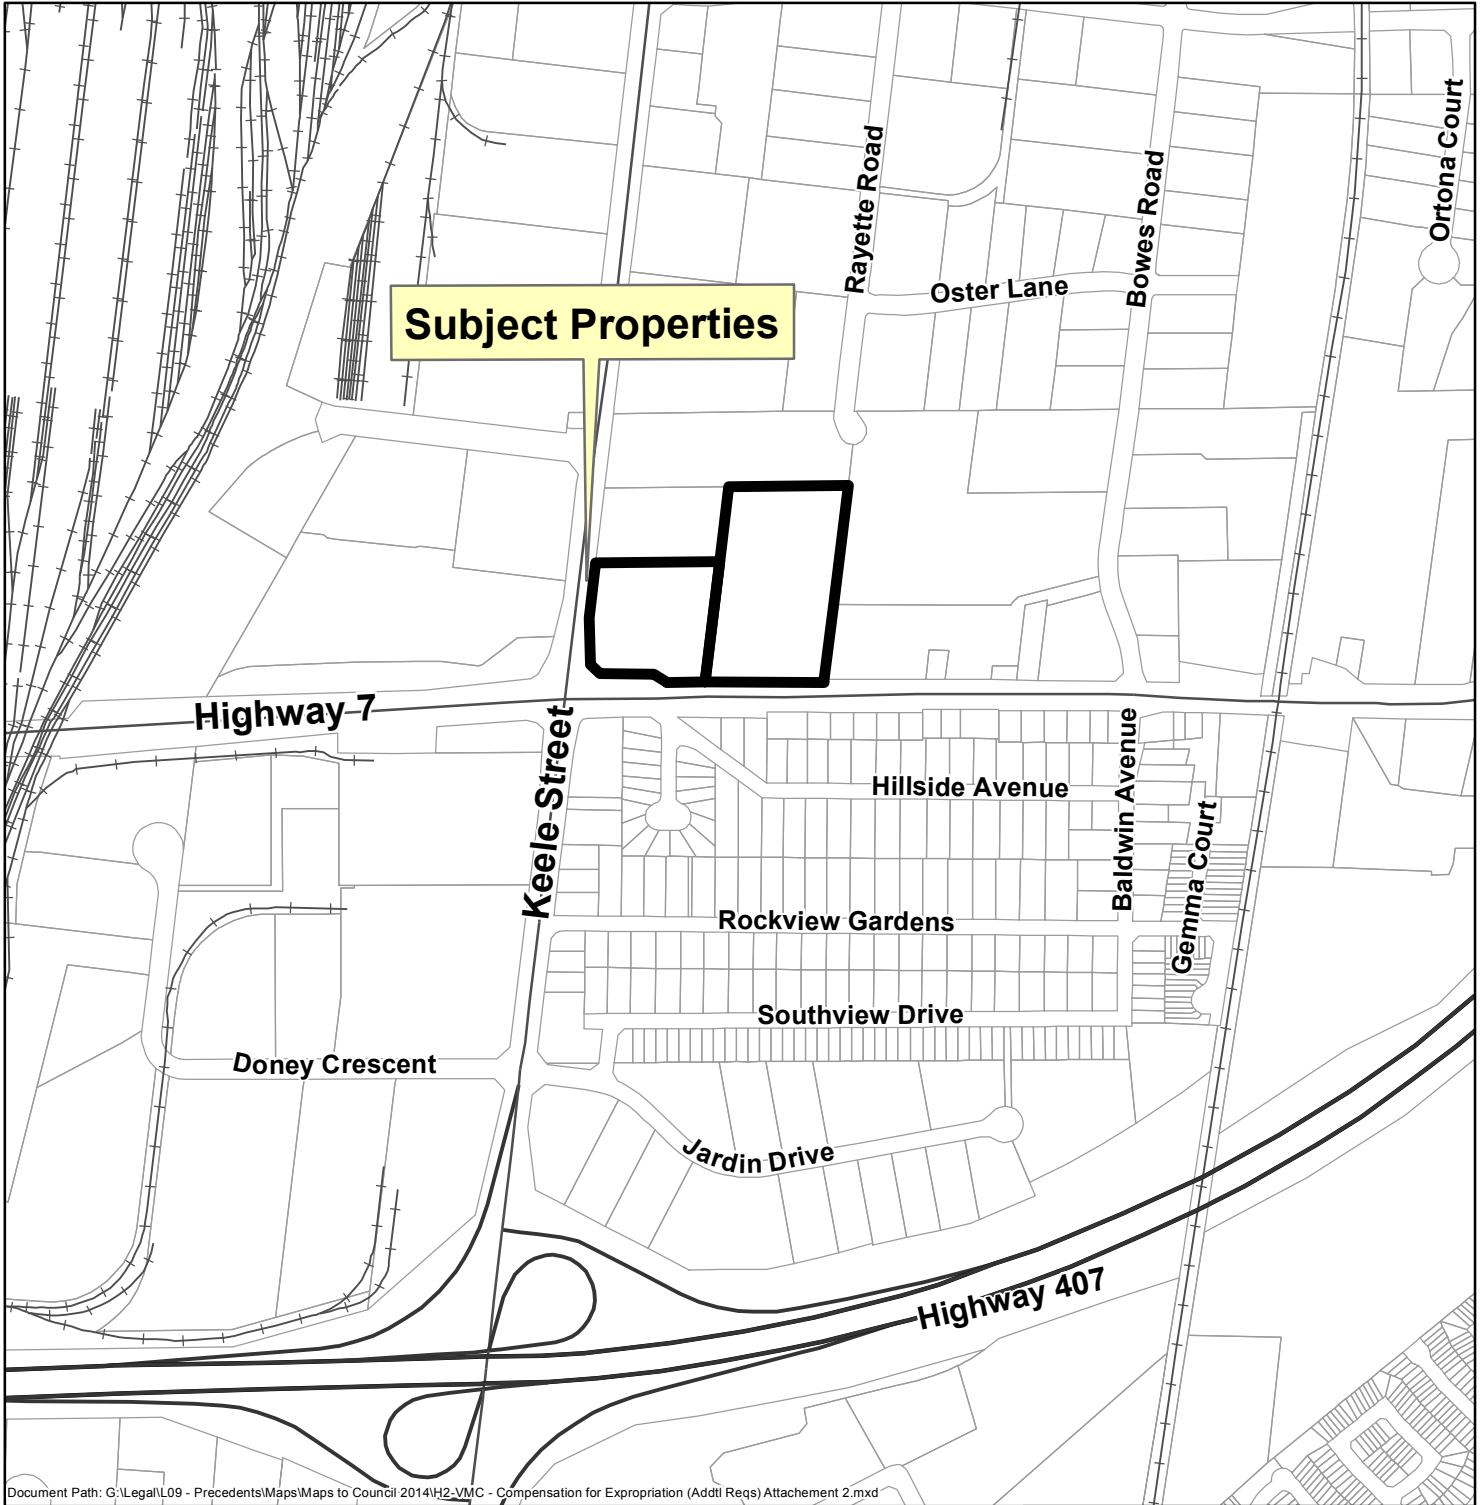 Ortona Court
Rayette Road
Bowes Road
Oster Lane
Subject Properties
Highway 7
Keele Street
Baldwin Avenue
Hillside Avenue
Gemma Court
Rockview Gardens
Southview Drive
Doney Crescent
Jardin Drive
Highway 407
Document Path: G:\Legal\L09 - Precedents\Maps\Maps to Council 2014\H2-VMC - Compensation for Expropriation (Addtl Reqs) Attachement 2.mxd